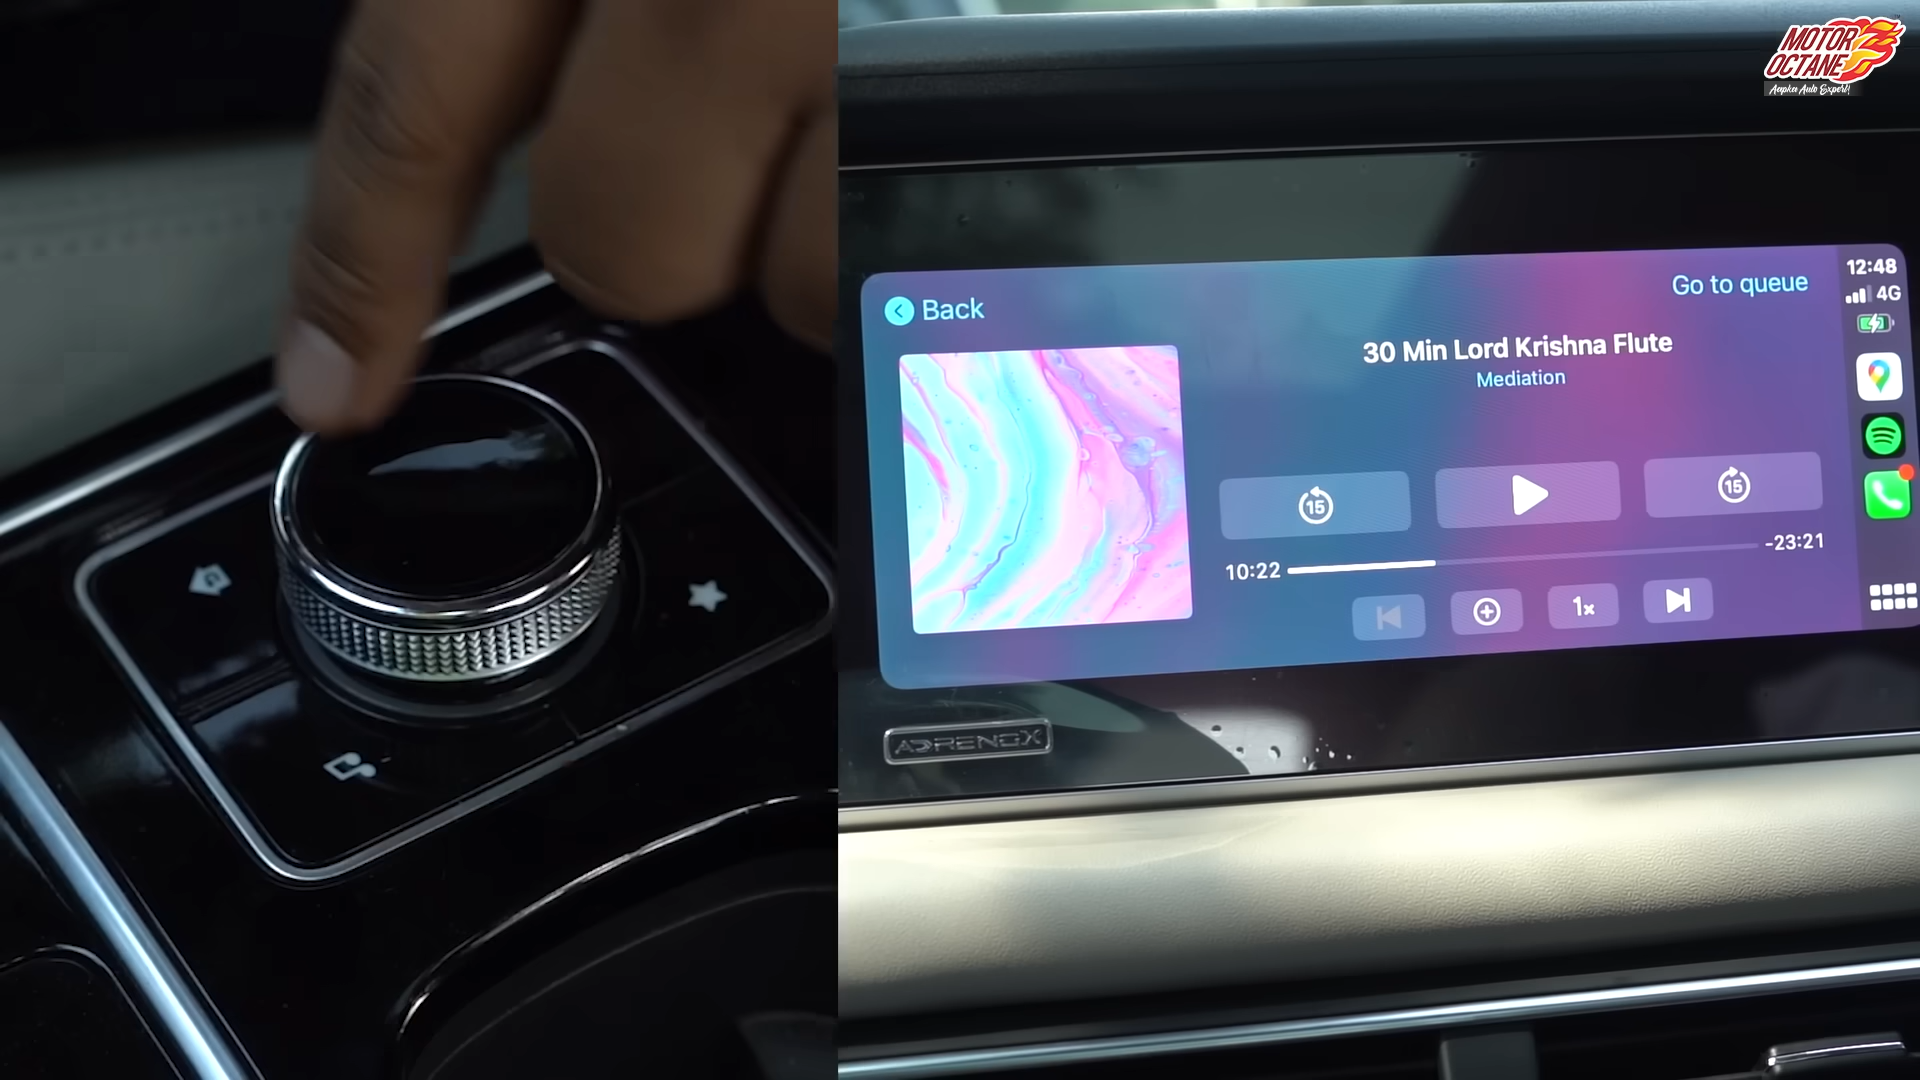 MOTOR
OCTANE
Aapka Auto Expert!
Back
Go to queue
12:48
4G
30 Min Lord Krishna Flute
Mediation
15
15
10:22
-23:21
1x
ADRENOX